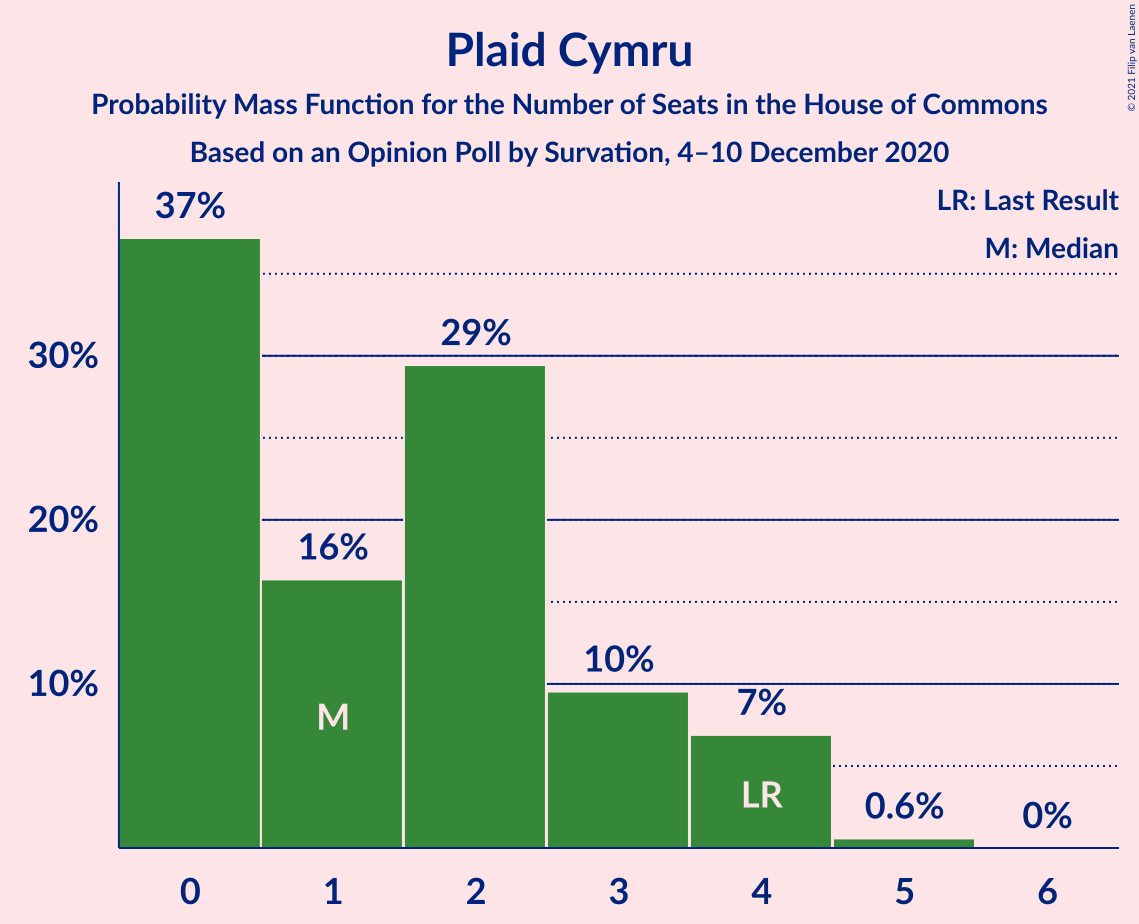 Plaid Cymru
Probability Mass Function for the Number of Seats in the House of Commons
Based on an Opinion Poll by Survation, 4–10 December 2020
© 2021 Filip van Laenen
LR: Last Result
M: Median
37%
29%
30%
20%
16%
10%
10%
7%
M
LR
0.6%
0%
0 1 2 3 4 5 6